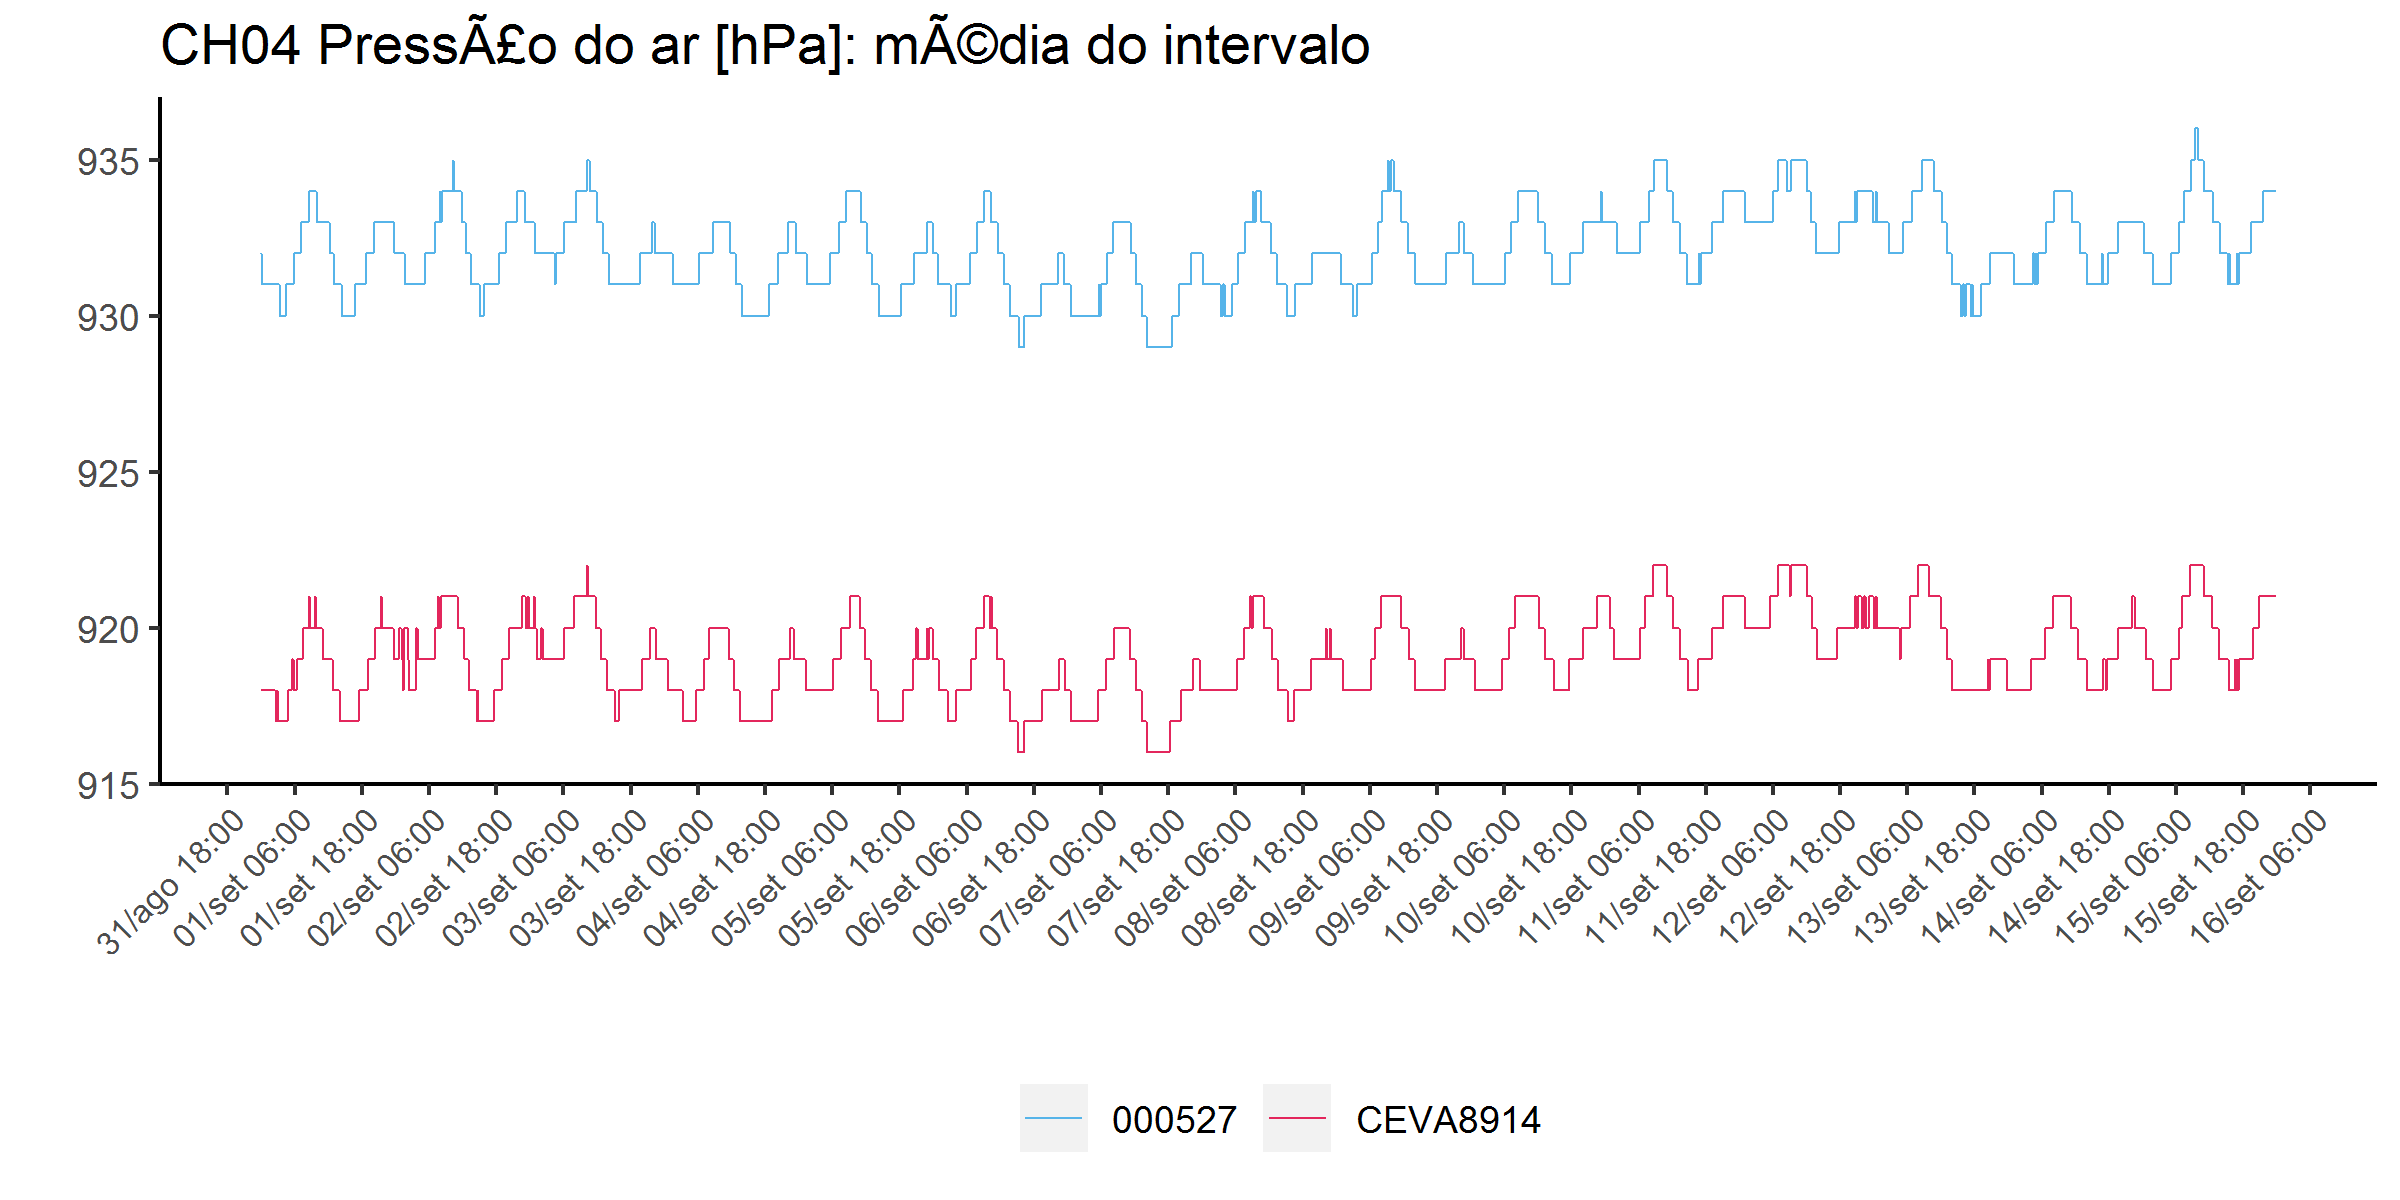 CH04 PressÃ£o do ar [hPa]: mÃ©dia do intervalo
935
930
925
920
915
31/ago 18:00
01/set 06:00
01/set 18:00
02/set 06:00
02/set 18:00
03/set 06:00
03/set 18:00
04/set 06:00
04/set 18:00
05/set 06:00
05/set 18:00
06/set 06:00
06/set 18:00
07/set 06:00
07/set 18:00
08/set 06:00
08/set 18:00
09/set 06:00
09/set 18:00
10/set 06:00
10/set 18:00
11/set 06:00
11/set 18:00
12/set 06:00
12/set 18:00
13/set 06:00
13/set 18:00
14/set 06:00
14/set 18:00
15/set 06:00
15/set 18:00
16/set 06:00
000527 CEVA8914